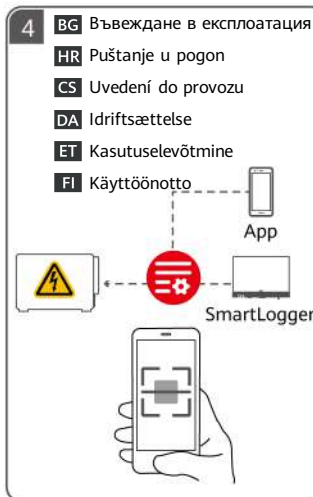 4
BG Въвеждане в експлоатация
HR Puštanje u pogon
CS Uvedení do provozu
DA Idriftsættelse
ET Kasutuselevõtmine
FI Käyttöönotto
App
SmartLogger